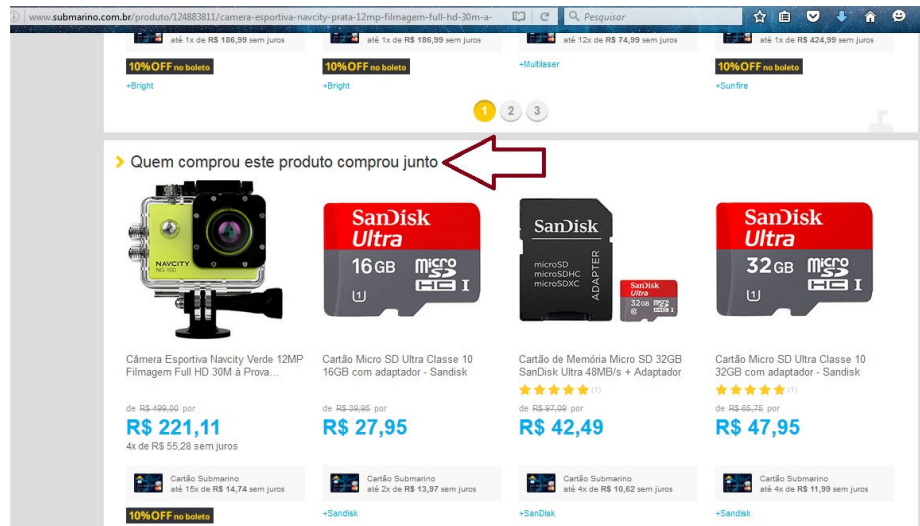 www.submarino.com.br/produto/124883811/camera-esportiva-navcity-prata-12mp-filmagem-full-hd-30m-a-
Pesquisar
até 1x de R$ 186,99 sem juros
até 1x de R$ 186,99 sem juros
até 12x de R$ 74,99 sem juros
até 1x de R$ 424,99 sem juros
10%OFF no boleto
10%OFF no boleto
+Multilaser
10%OFF no boleto
+Bright
+Bright
+Sunfire
1 2 3
Quem comprou este produto comprou junto
NAVCITY
NG-100
SanDisk
Ultra
16GB micro SD HC I
1
SanDisk
microSD
microSDHC
microSDXC
ADAPTER
SanDisk
Ultra
32GB
SanDisk
Ultra
32GB micro SD HC I
1
Câmera Esportiva Navcity Verde 12MP
Filmagem Full HD 30M à Prova...
Cartão Micro SD Ultra Classe 10
16GB com adaptador - Sandisk
Cartão de Memória Micro SD 32GB
SanDisk Ultra 48MB/s + Adaptador
(1)
Cartão Micro SD Ultra Classe 10
32GB com adaptador - Sandisk
(1)
de R$ 499,00 por
R$ 221,11
4x de R$ 55,28 sem juros
de R$ 39,95 por
R$ 27,95
de R$ 97,09 por
R$ 42,49
de R$ 65,75 por
R$ 47,95
Cartão Submarino
até 15x de R$ 14,74 sem juros
Cartão Submarino
até 2x de R$ 13,97 sem juros
Cartão Submarino
até 4x de R$ 10,62 sem juros
Cartão Submarino
até 4x de R$ 11,99 sem juros
10%OFF no boleto
+Sandisk
+SanDisk
+Sandisk